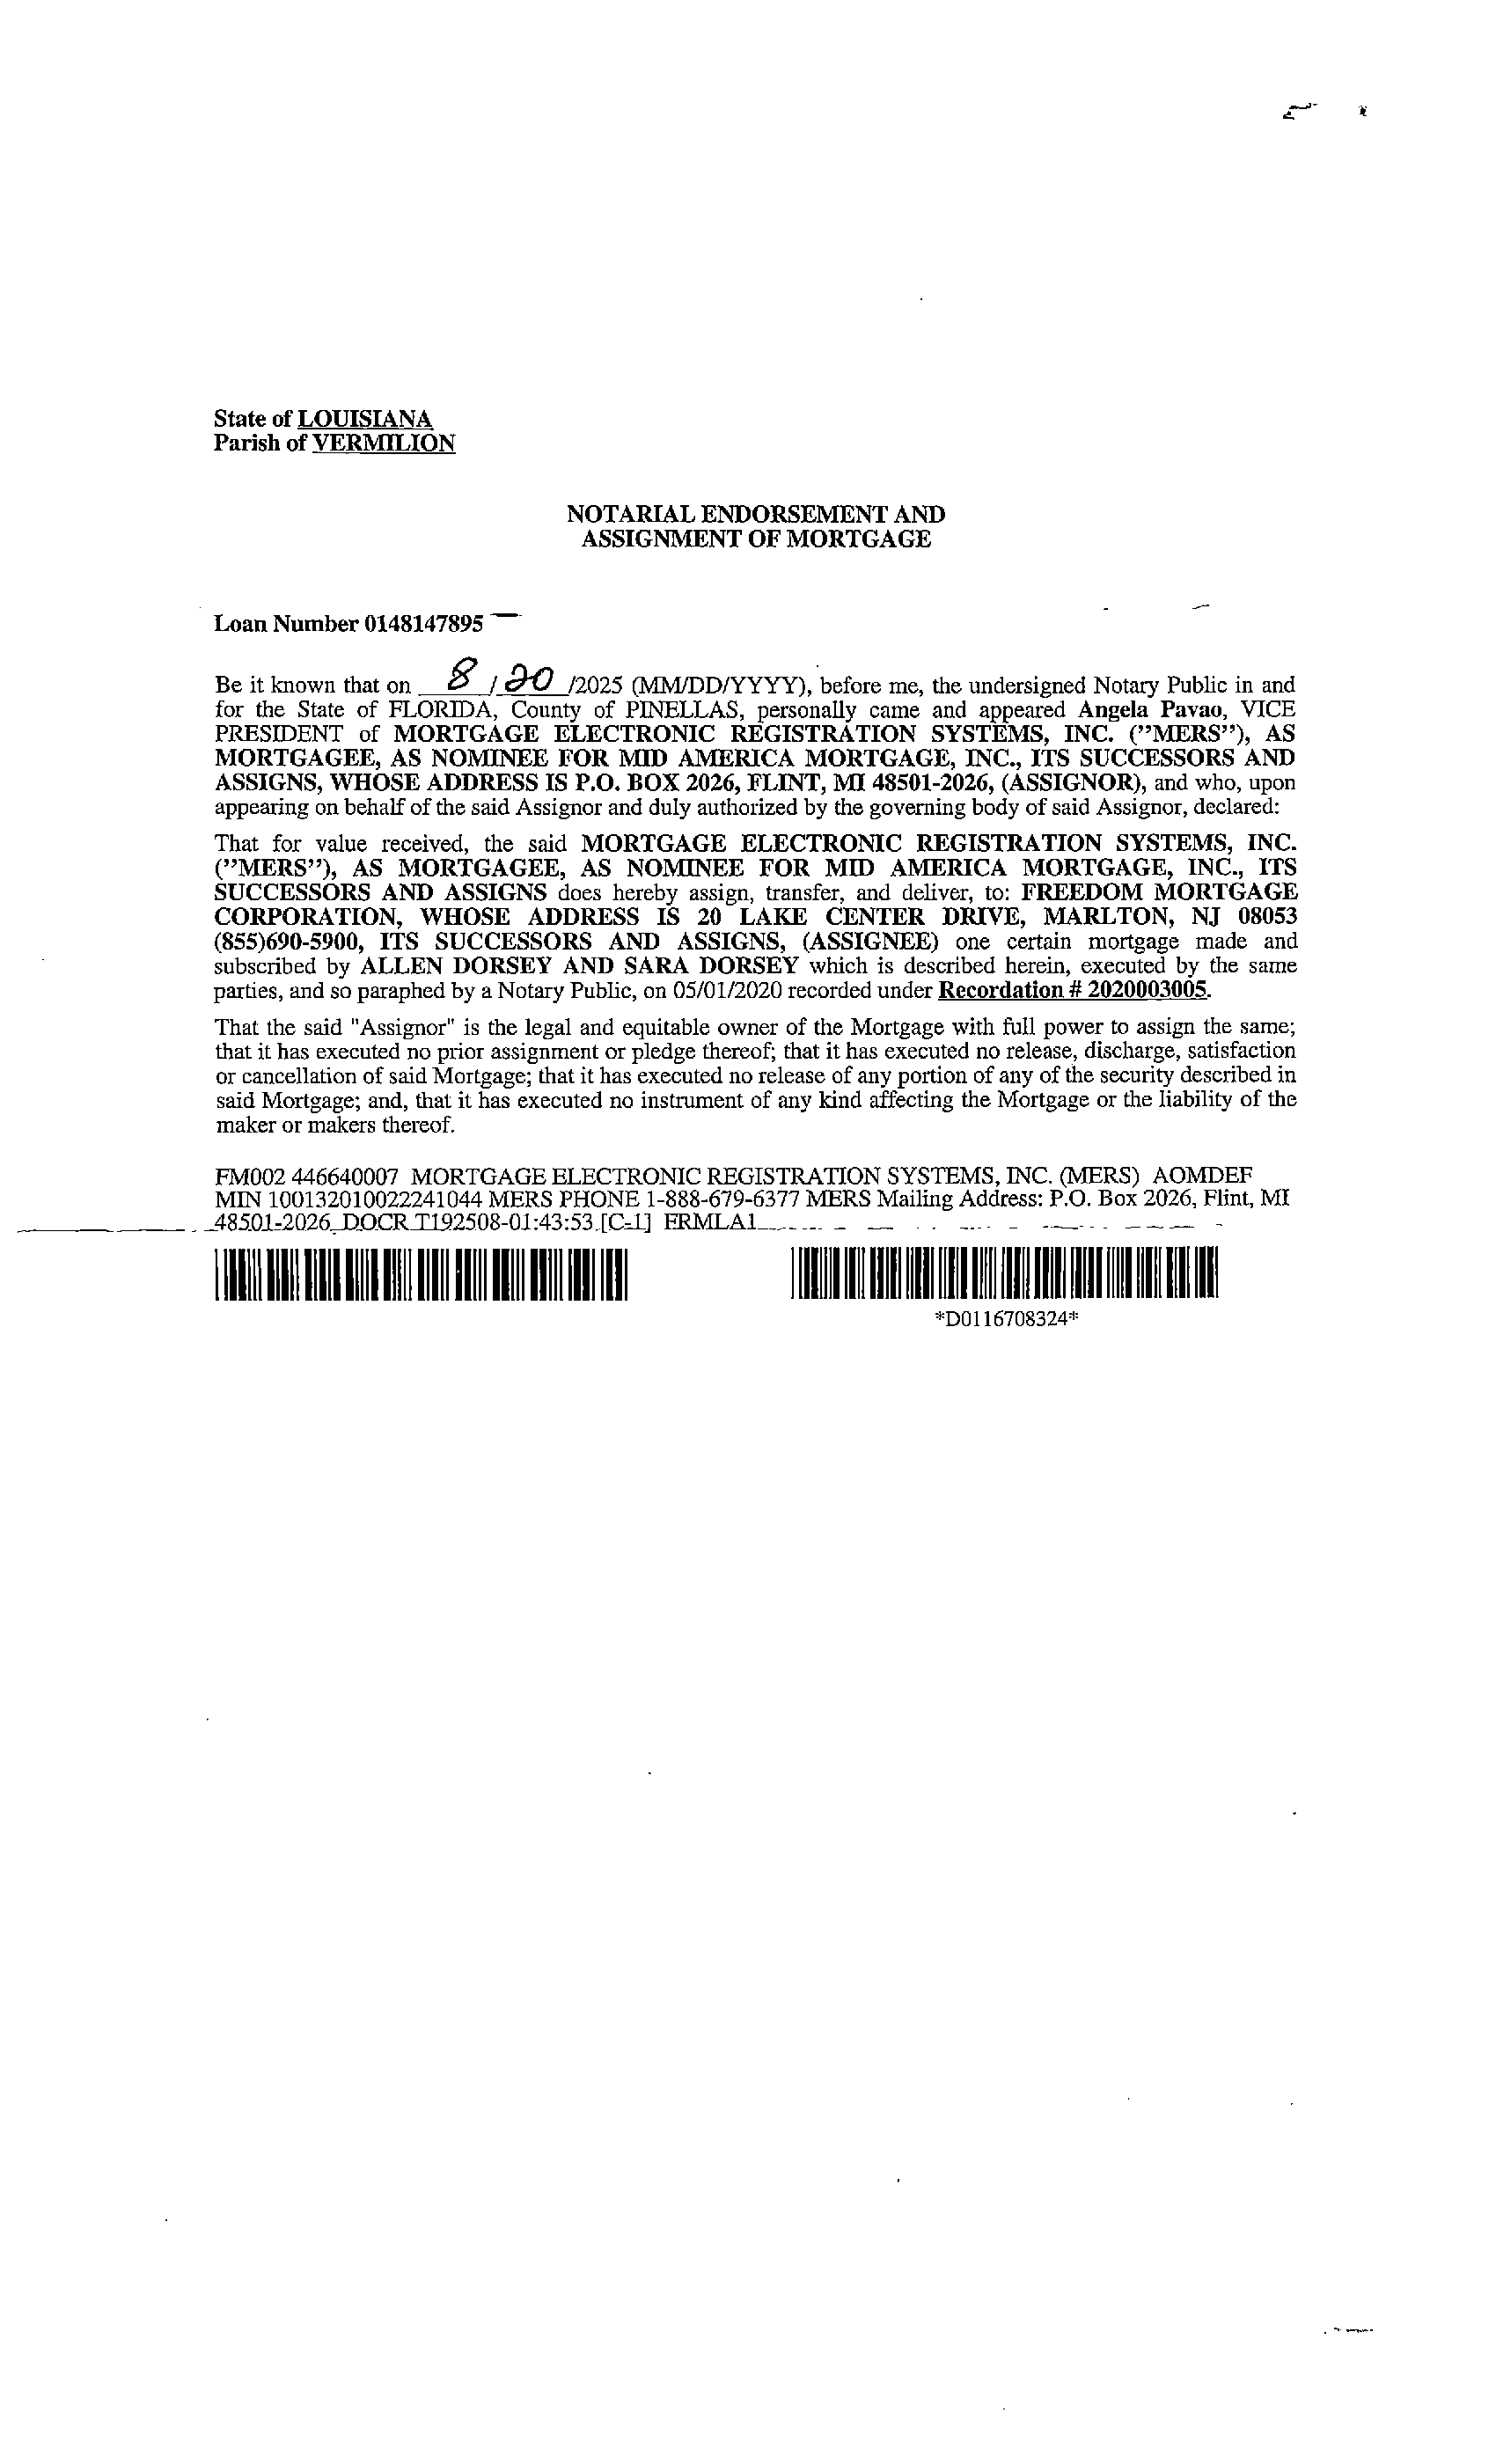 State of LOUISIANA
Parish of VERMILION
NOTARIAL ENDORSEMENT AND
ASSIGNMENT OF MORTGAGE
Loan Number 0148147895
Be it known that on 8 / 20 /2025 (MM/DD/YYYY), before me, the undersigned Notary Public in and
for the State of FLORIDA, County of PINELLAS, personally came and appeared Angela Pavao, VICE
PRESIDENT of MORTGAGE ELECTRONIC REGISTRATION SYSTEMS, INC. ("MERS"), AS
MORTGAGEE, AS NOMINEE FOR MID AMERICA MORTGAGE, INC., ITS SUCCESSORS AND
ASSIGNS, WHOSE ADDRESS IS P.O. BOX 2026, FLINT, MI 48501-2026, (ASSIGNOR), and who, upon
appearing on behalf of the said Assignor and duly authorized by the governing body of said Assignor, declared:
That for value received, the said MORTGAGE ELECTRONIC REGISTRATION SYSTEMS, INC.
("MERS"), AS MORTGAGEE, AS NOMINEE FOR MID AMERICA MORTGAGE, INC., ITS
SUCCESSORS AND ASSIGNS does hereby assign, transfer, and deliver, to: FREEDOM MORTGAGE
CORPORATION, WHOSE ADDRESS IS 20 LAKE CENTER DRIVE, MARLTON, NJ 08053
(855)690-5900, ITS SUCCESSORS AND ASSIGNS, (ASSIGNEE) one certain mortgage made and
subscribed by ALLEN DORSEY AND SARA DORSEY which is described herein, executed by the same
parties, and so paraphed by a Notary Public, on 05/01/2020 recorded under Recordation # 2020003005.
That the said "Assignor" is the legal and equitable owner of the Mortgage with full power to assign the same;
that it has executed no prior assignment or pledge thereof; that it has executed no release, discharge, satisfaction
or cancellation of said Mortgage; that it has executed no release of any portion of any of the security described in
said Mortgage; and, that it has executed no instrument of any kind affecting the Mortgage or the liability of the
maker or makers thereof.
FM002 446640007 MORTGAGE ELECTRONIC REGISTRATION SYSTEMS, INC. (MERS) AOMDEF
MIN 100132010022241044 MERS PHONE 1-888-679-6377 MERS Mailing Address: P.O. Box 2026, Flint, MI
48501-2026 DOCR T192508-01:43:53 [C-1] FRMLA1
*D0116708324*